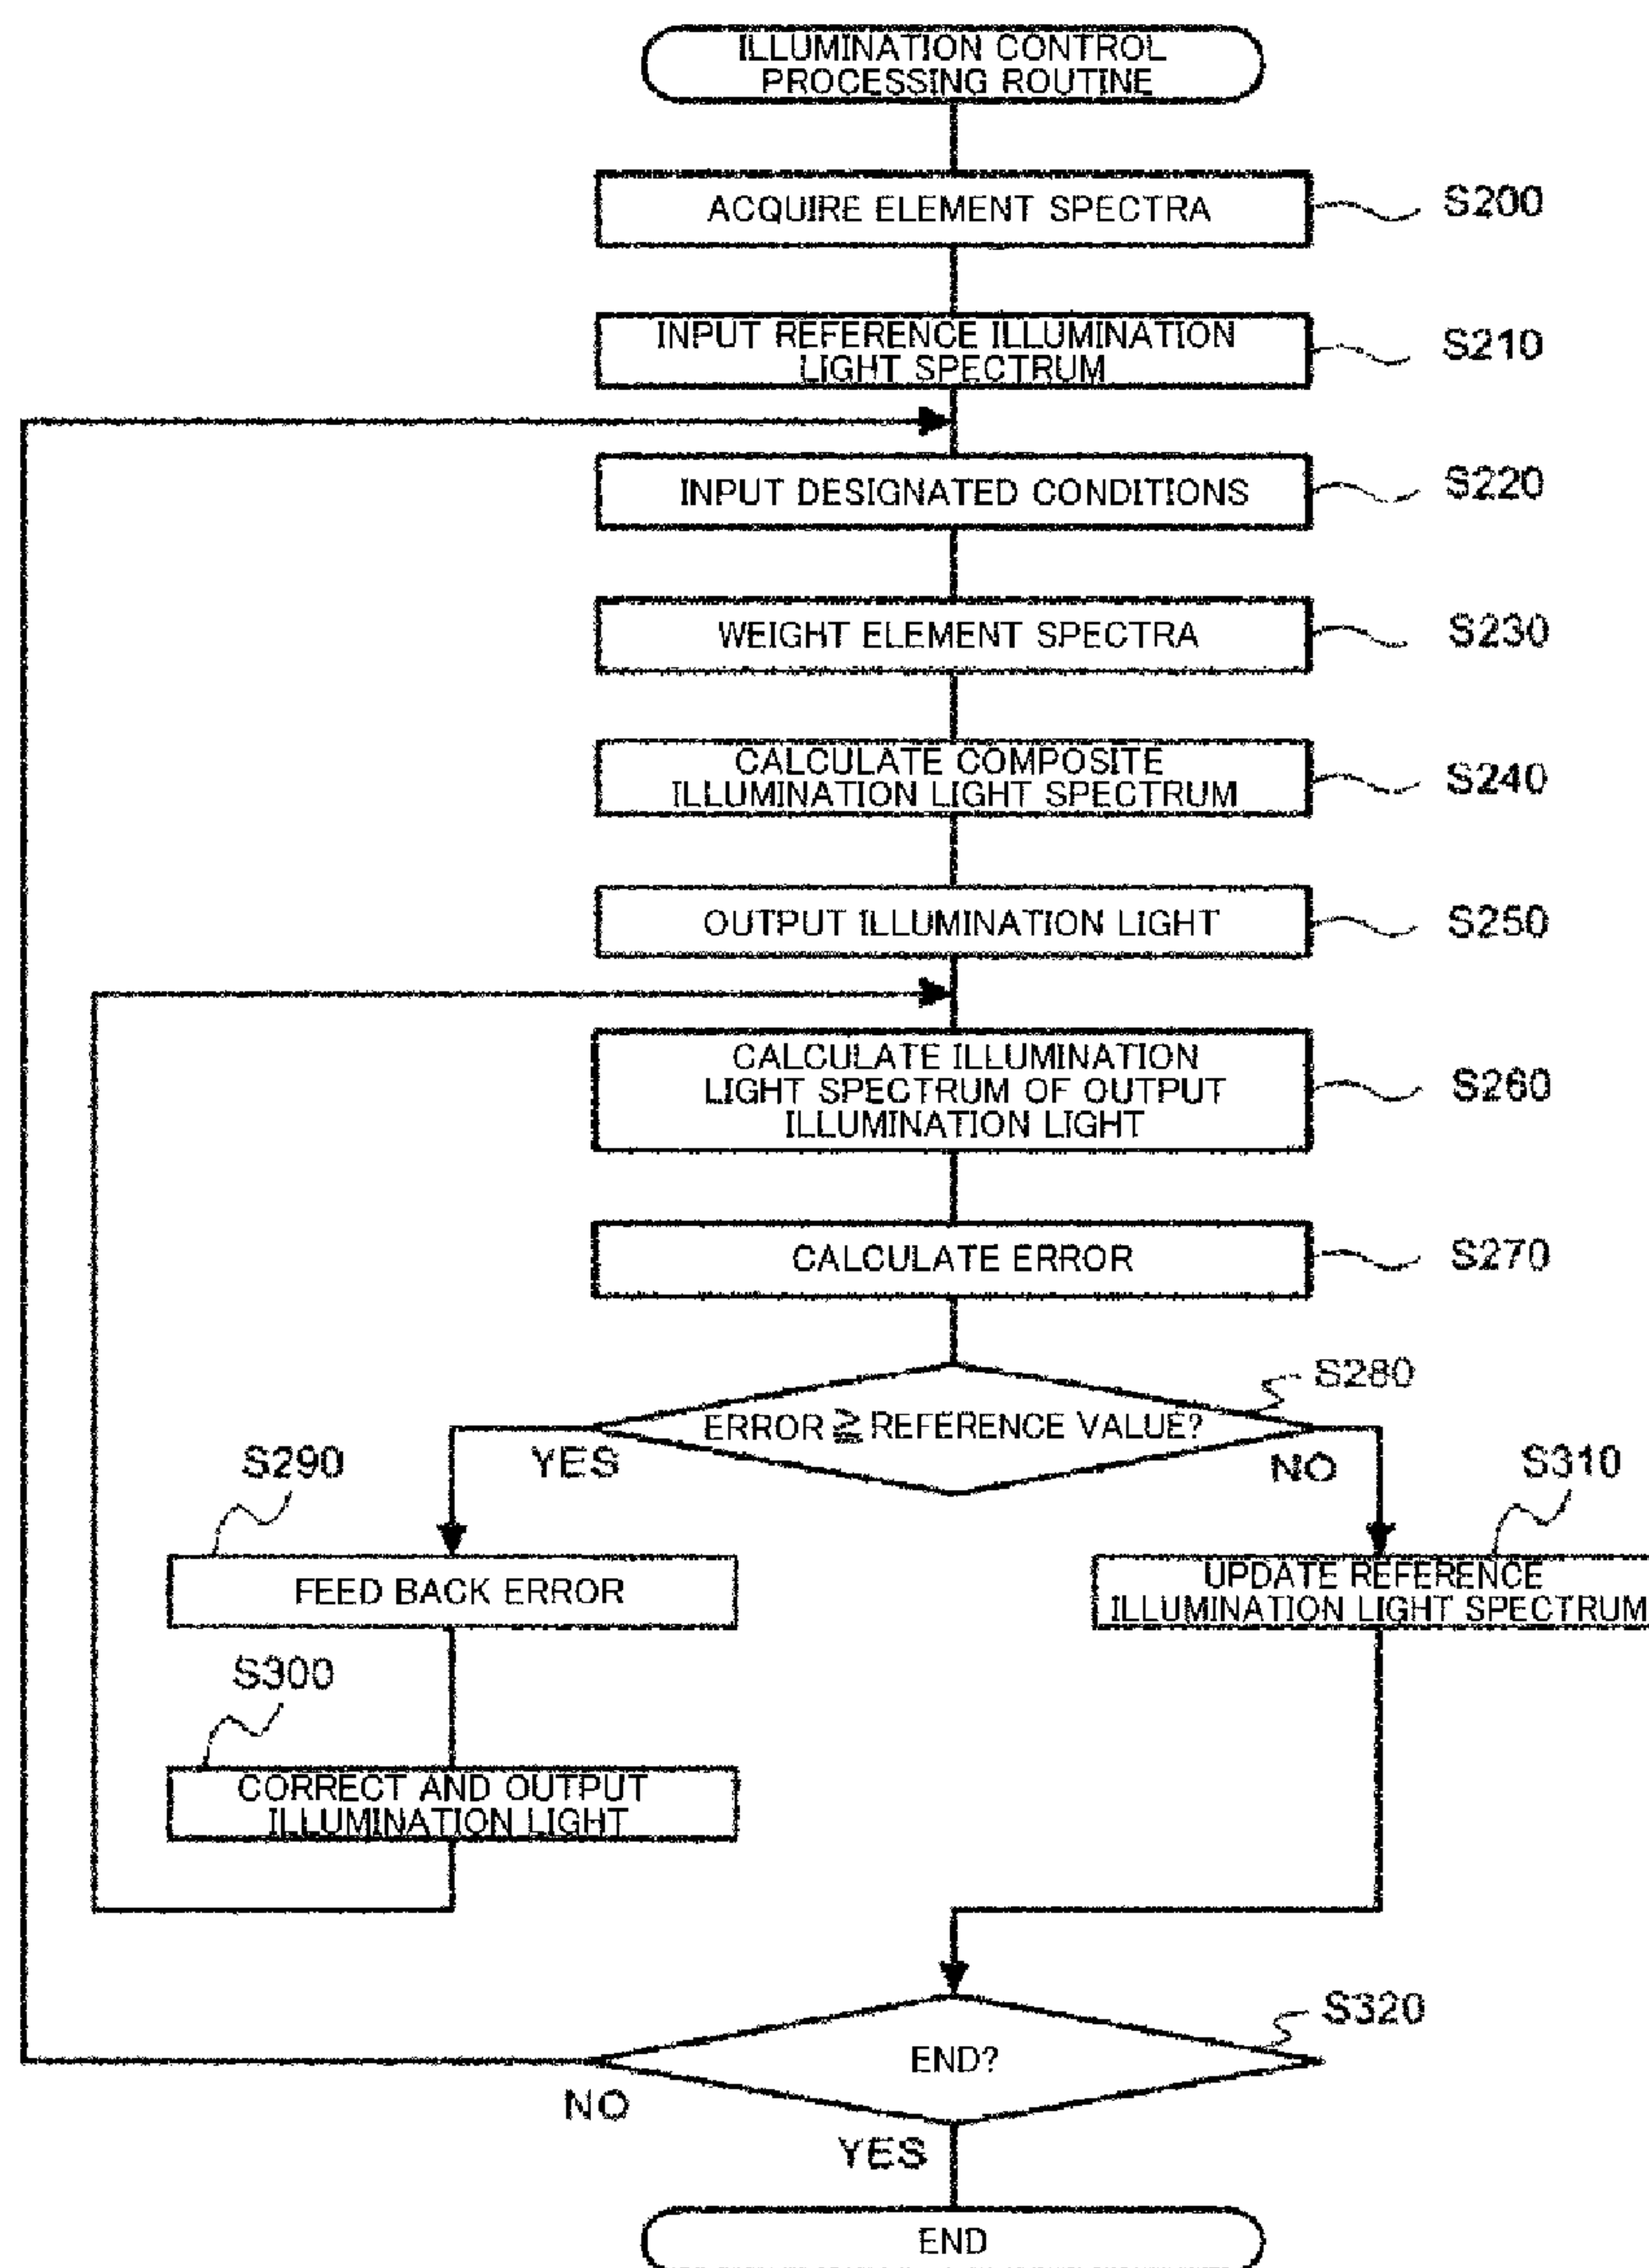 ILLUMINATION CONTROL
PROCESSING ROUTINE
ACQUIRE ELEMENT SPECTRA
S200
INPUT REFERENCE ILLUMINATION
LIGHT SPECTRUM
S210
INPUT DESIGNATED CONDITIONS
S220
WEIGHT ELEMENT SPECTRA
S230
CALCULATE COMPOSITE
ILLUMINATION LIGHT SPECTRUM
S240
OUTPUT ILLUMINATION LIGHT
S250
CALCULATE ILLUMINATION
LIGHT SPECTRUM OF OUTPUT
ILLUMINATION LIGHT
S260
CALCULATE ERROR
S270
S280
ERROR ≧ REFERENCE VALUE?
YES
NO
S290
FEED BACK ERROR
S310
UPDATE REFERENCE
ILLUMINATION LIGHT SPECTRUM
S300
CORRECT AND OUTPUT
ILLUMINATION LIGHT
S320
END?
NO
YES
END